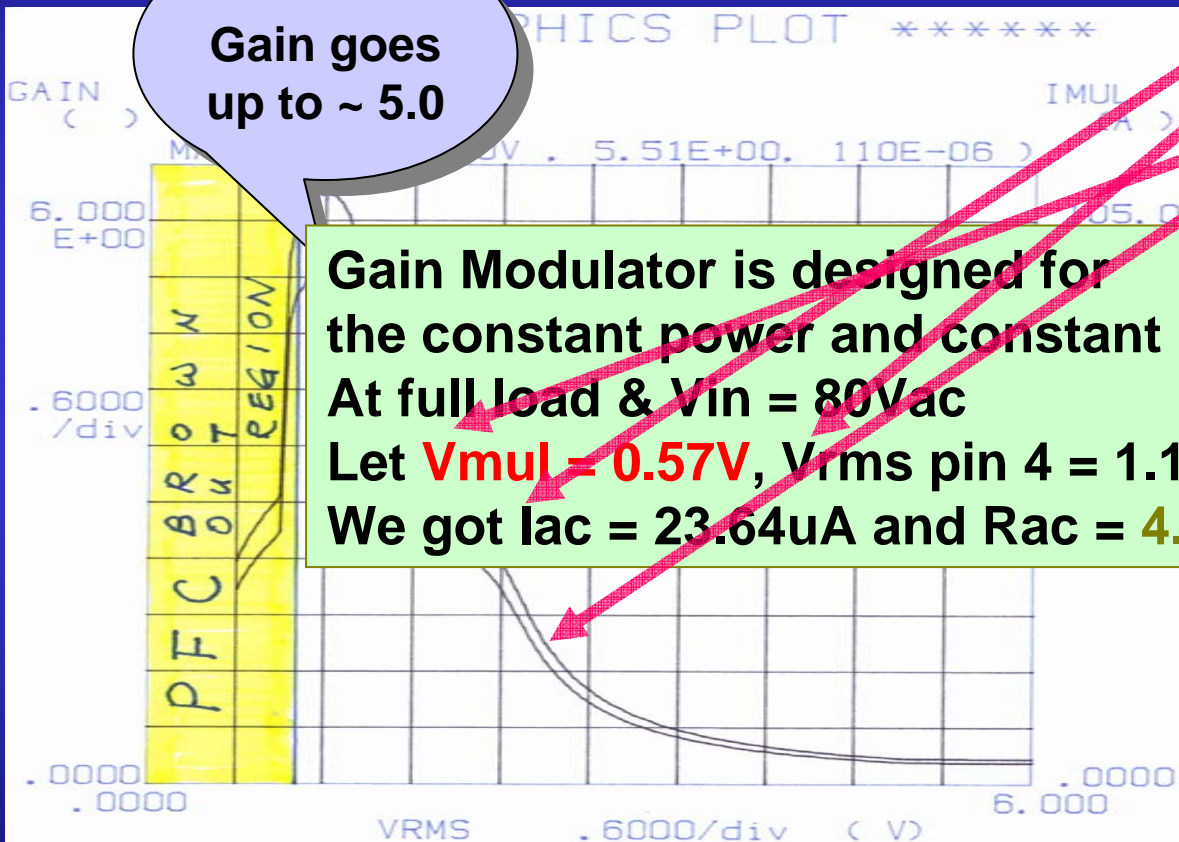 Gain goes
up to ~ 5.0
PLOT ******
GAIN
( )
IMUL
5.51E+00. 110E-06 )
6.000
E+00
.6000
/div
PFC BROWN
OUT
REGION
Gain Modulator is designed for
the constant power and constant
At full load & Vin = 80Vac
Let Vmul = 0.57V, Vrms pin 4 = 1.1
We got Iac = 23.64uA and Rac = 4.
.0000
.0000
.0000
6.000
VRMS .6000/div ( V)